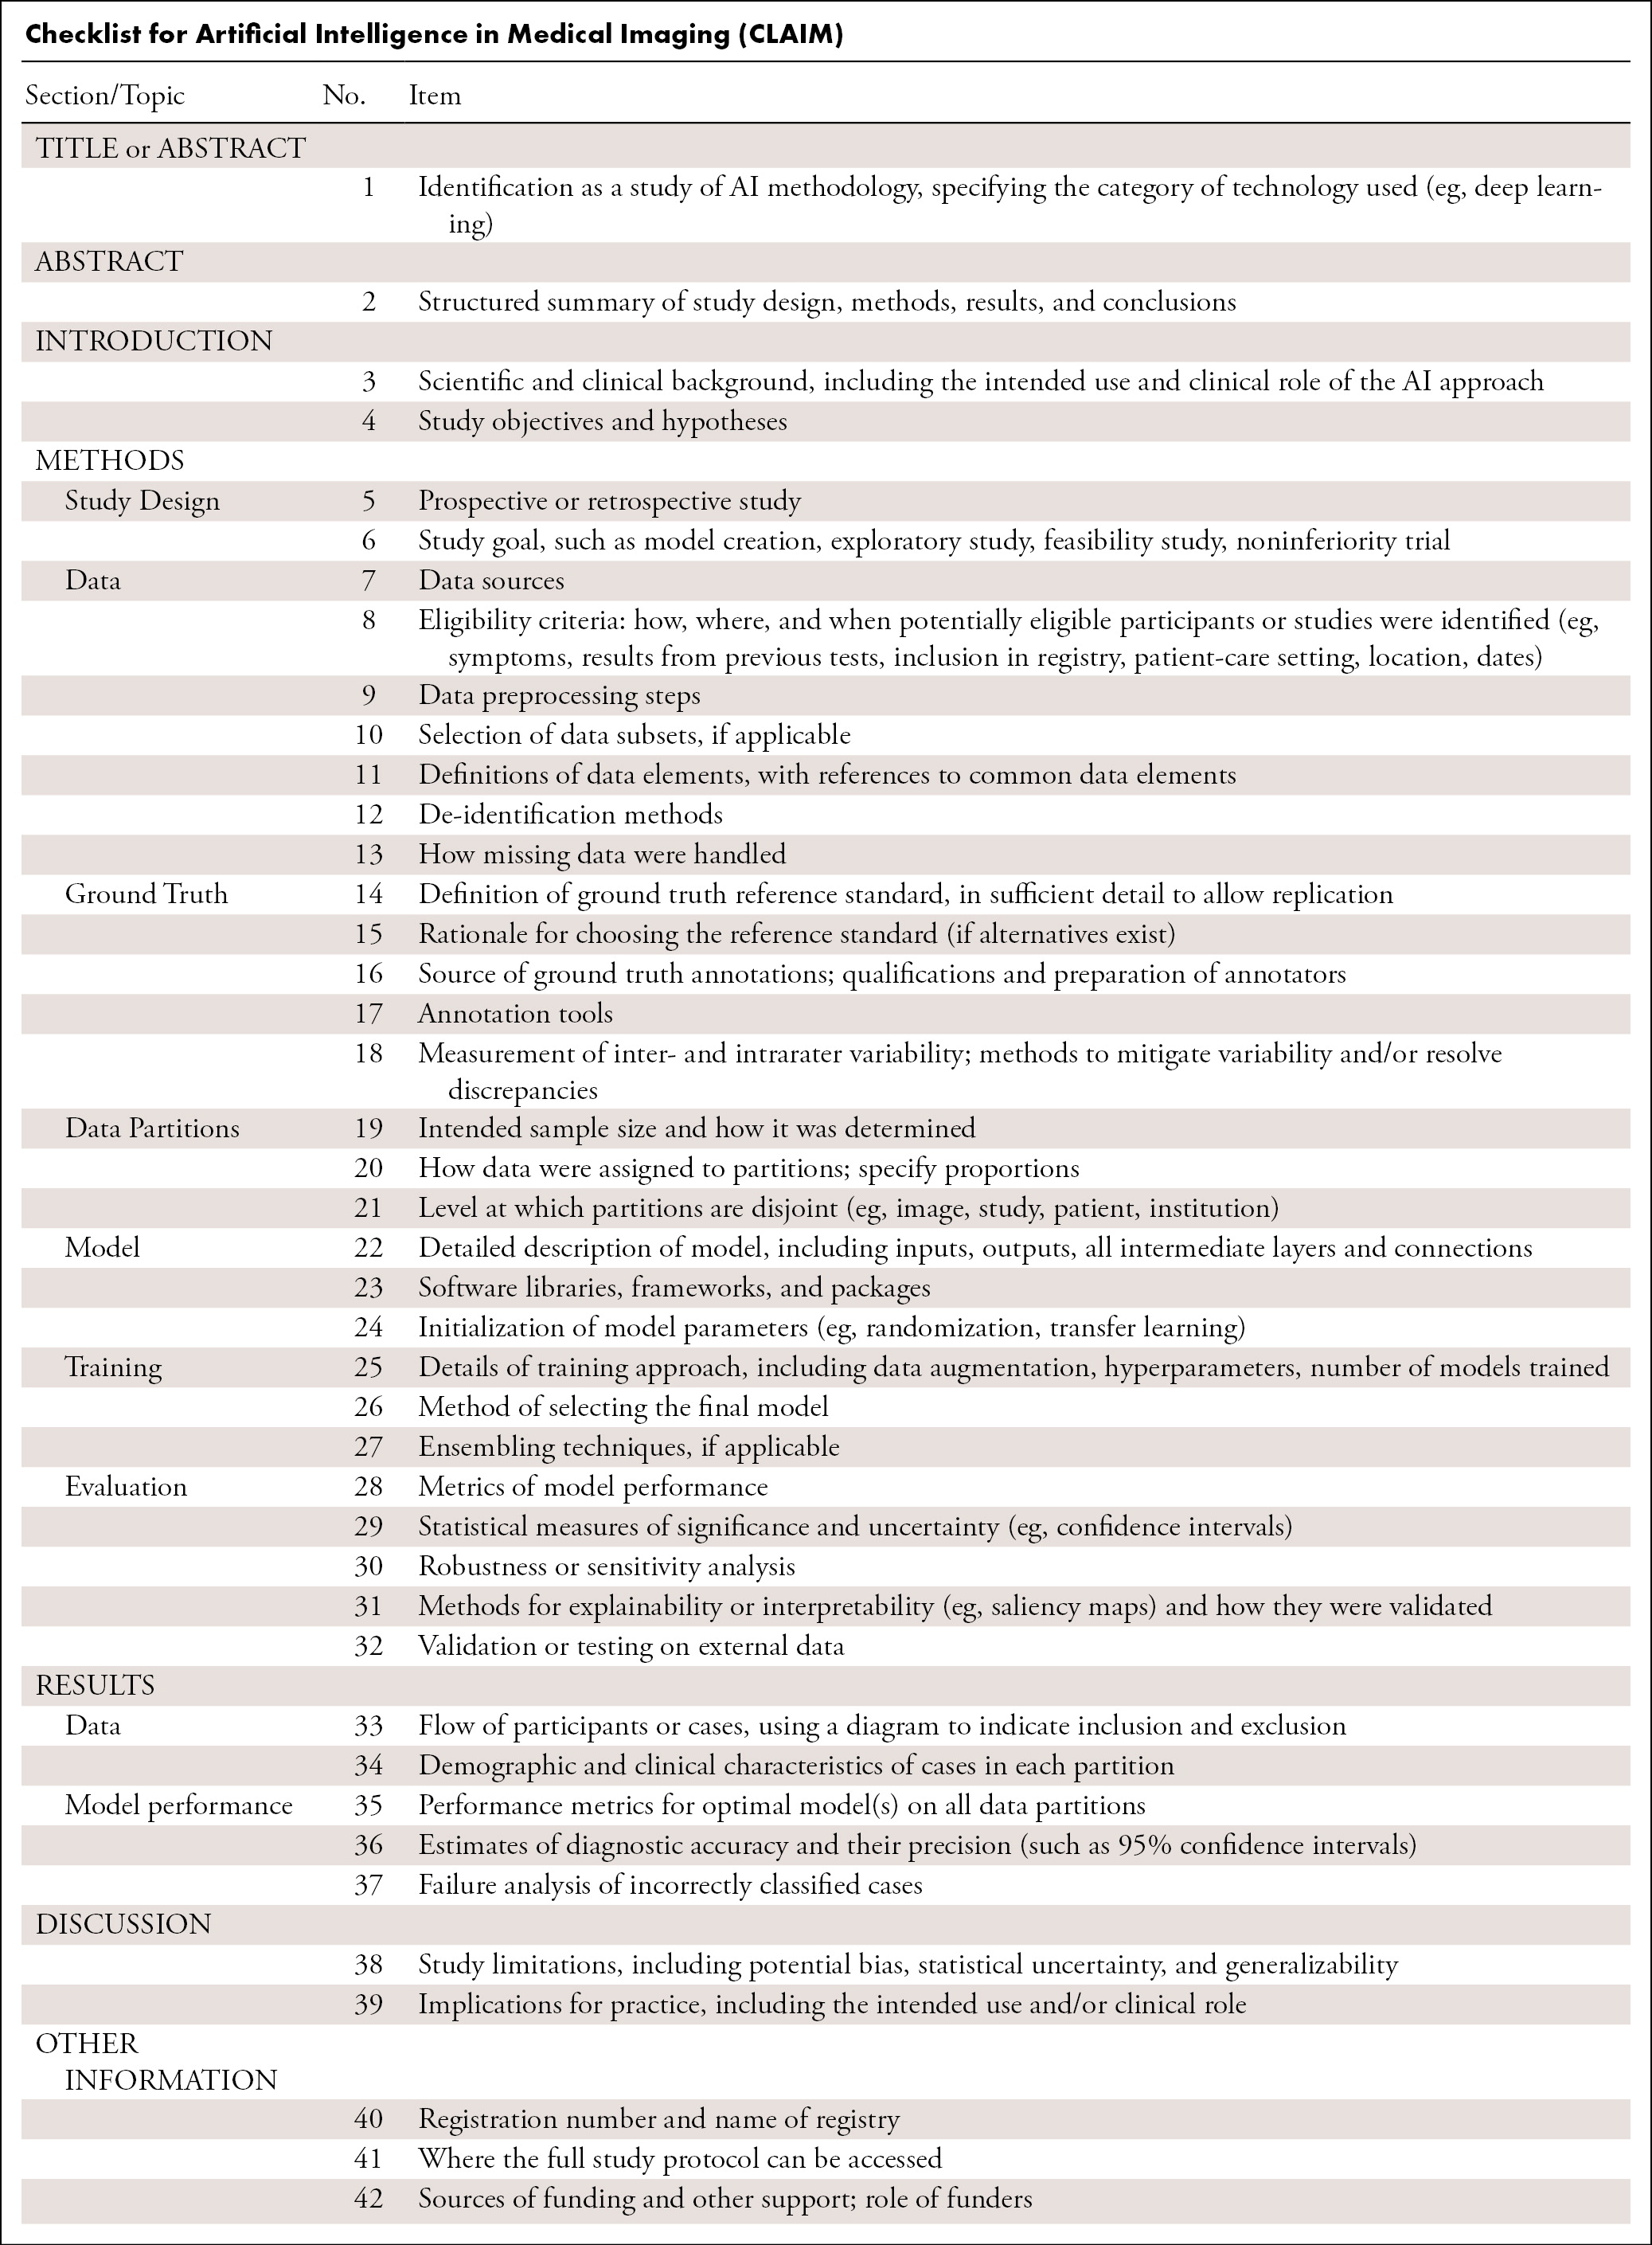 Checklist for Artificial Intelligence in Medical Imaging (CLAIM)
Section/Topic No. Item
TITLE or ABSTRACT
1 Identification as a study of AI methodology, specifying the category of technology used (eg, deep learn-
ing)
ABSTRACT
2 Structured summary of study design, methods, results, and conclusions
INTRODUCTION
3 Scientific and clinical background, including the intended use and clinical role of the AI approach
4 Study objectives and hypotheses
METHODS
Study Design 5 Prospective or retrospective study
6 Study goal, such as model creation, exploratory study, feasibility study, noninferiority trial
Data 7 Data sources
8 Eligibility criteria: how, where, and when potentially eligible participants or studies were identified (eg,
symptoms, results from previous tests, inclusion in registry, patient-care setting, location, dates)
9 Data preprocessing steps
10 Selection of data subsets, if applicable
11 Definitions of data elements, with references to common data elements
12 De-identification methods
13 How missing data were handled
Ground Truth 14 Definition of ground truth reference standard, in sufficient detail to allow replication
15 Rationale for choosing the reference standard (if alternatives exist)
16 Source of ground truth annotations; qualifications and preparation of annotators
17 Annotation tools
18 Measurement of inter- and intrarater variability; methods to mitigate variability and/or resolve
discrepancies
Data Partitions 19 Intended sample size and how it was determined
20 How data were assigned to partitions; specify proportions
21 Level at which partitions are disjoint (eg, image, study, patient, institution)
Model 22 Detailed description of model, including inputs, outputs, all intermediate layers and connections
23 Software libraries, frameworks, and packages
24 Initialization of model parameters (eg, randomization, transfer learning)
Training 25 Details of training approach, including data augmentation, hyperparameters, number of models trained
26 Method of selecting the final model
27 Ensembling techniques, if applicable
Evaluation 28 Metrics of model performance
29 Statistical measures of significance and uncertainty (eg, confidence intervals)
30 Robustness or sensitivity analysis
31 Methods for explainability or interpretability (eg, saliency maps) and how they were validated
32 Validation or testing on external data
RESULTS
Data 33 Flow of participants or cases, using a diagram to indicate inclusion and exclusion
34 Demographic and clinical characteristics of cases in each partition
Model performance 35 Performance metrics for optimal model(s) on all data partitions
36 Estimates of diagnostic accuracy and their precision (such as 95% confidence intervals)
37 Failure analysis of incorrectly classified cases
DISCUSSION
38 Study limitations, including potential bias, statistical uncertainty, and generalizability
39 Implications for practice, including the intended use and/or clinical role
OTHER
INFORMATION
40 Registration number and name of registry
41 Where the full study protocol can be accessed
42 Sources of funding and other support; role of funders